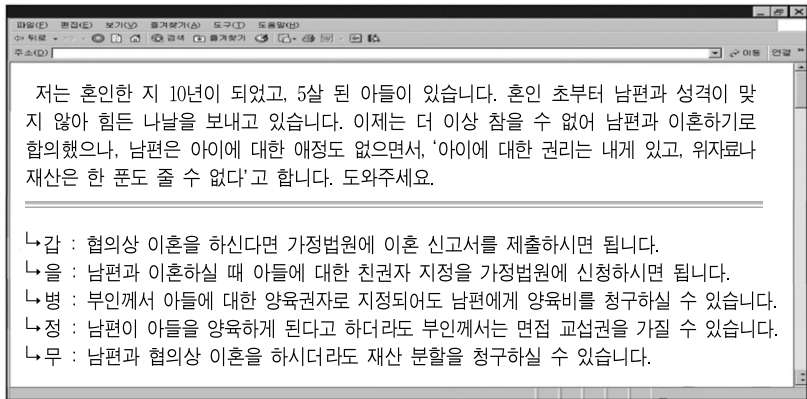 파일(F) 편집(E) 보기(V) 즐겨찾기(A) 도구(T) 도움말(H)
뒤로 검색 즐겨찾기
주소(D) 이동 연결 »
저는 혼인한 지 10년이 되었고, 5살 된 아들이 있습니다. 혼인 초부터 남편과 성격이 맞
지 않아 힘든 나날을 보내고 있습니다. 이제는 더 이상 참을 수 없어 남편과 이혼하기로
합의했으나, 남편은 아이에 대한 애정도 없으면서, ‘아이에 대한 권리는 내게 있고, 위자료나
재산은 한 푼도 줄 수 없다’고 합니다. 도와주세요.
↳갑 : 협의상 이혼을 하신다면 가정법원에 이혼 신고서를 제출하시면 됩니다.
↳을 : 남편과 이혼하실 때 아들에 대한 친권자 지정을 가정법원에 신청하시면 됩니다.
↳병 : 부인께서 아들에 대한 양육권자로 지정되어도 남편에게 양육비를 청구하실 수 있습니다.
↳정 : 남편이 아들을 양육하게 된다고 하더라도 부인께서는 면접 교섭권을 가질 수 있습니다.
↳무 : 남편과 협의상 이혼을 하시더라도 재산 분할을 청구하실 수 있습니다.